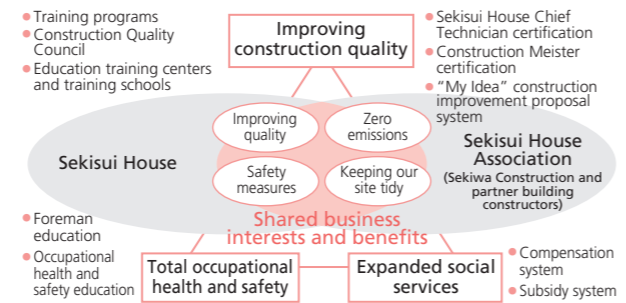 • Training programs
• Construction Quality
Council
• Education training centers
and training schools
Improving
construction quality
• Sekisui House Chief
Technician certification
• Construction Meister
certification
• “My Idea” construction
improvement proposal
system
Sekisui House
Improving
quality
Zero
emissions
Safety
measures
Keeping our
site tidy
Sekisui House
Association
(Sekiwa Construction and
partner building
constructors)
Shared business
interests and benefits
• Foreman
education
• Occupational
health and
safety education
Total occupational
health and safety
Expanded social
services
• Compensation
system
• Subsidy system